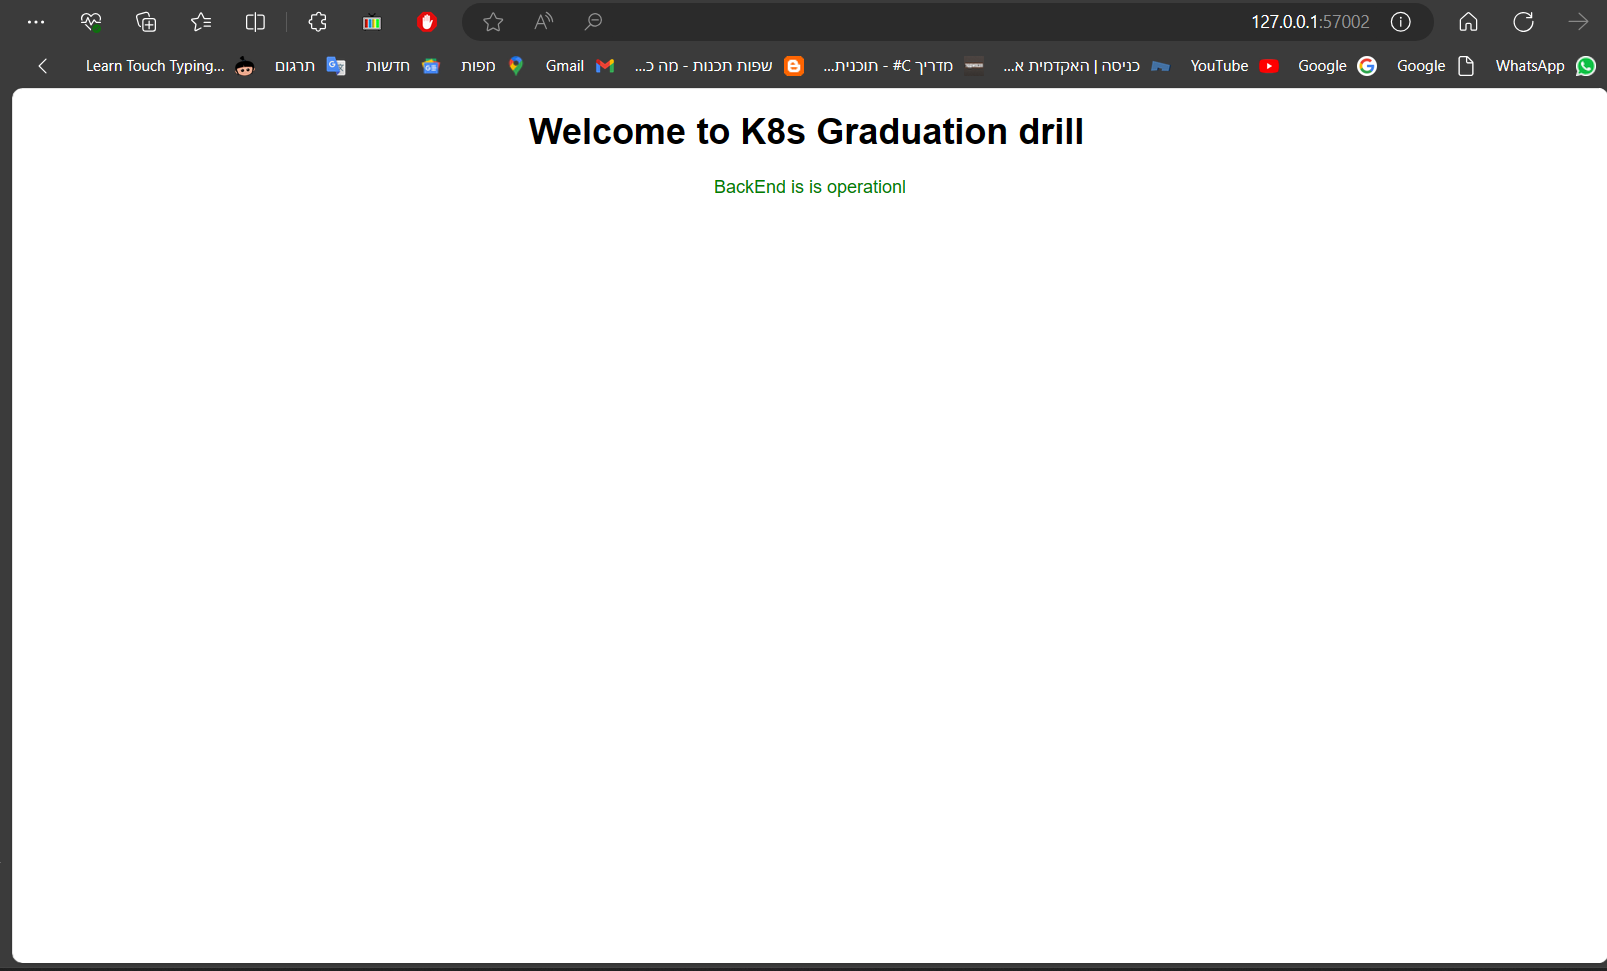 127.0.0.1:57002
WhatsApp
Google
Google
YouTube
כניסה | האקדמית א...
מדריך C# - תוכנית...
שפות תכנות - מה כ...
Gmail
מפות
חדשות
תרגום
Learn Touch Typing...
Welcome to K8s Graduation drill
BackEnd is is operationl